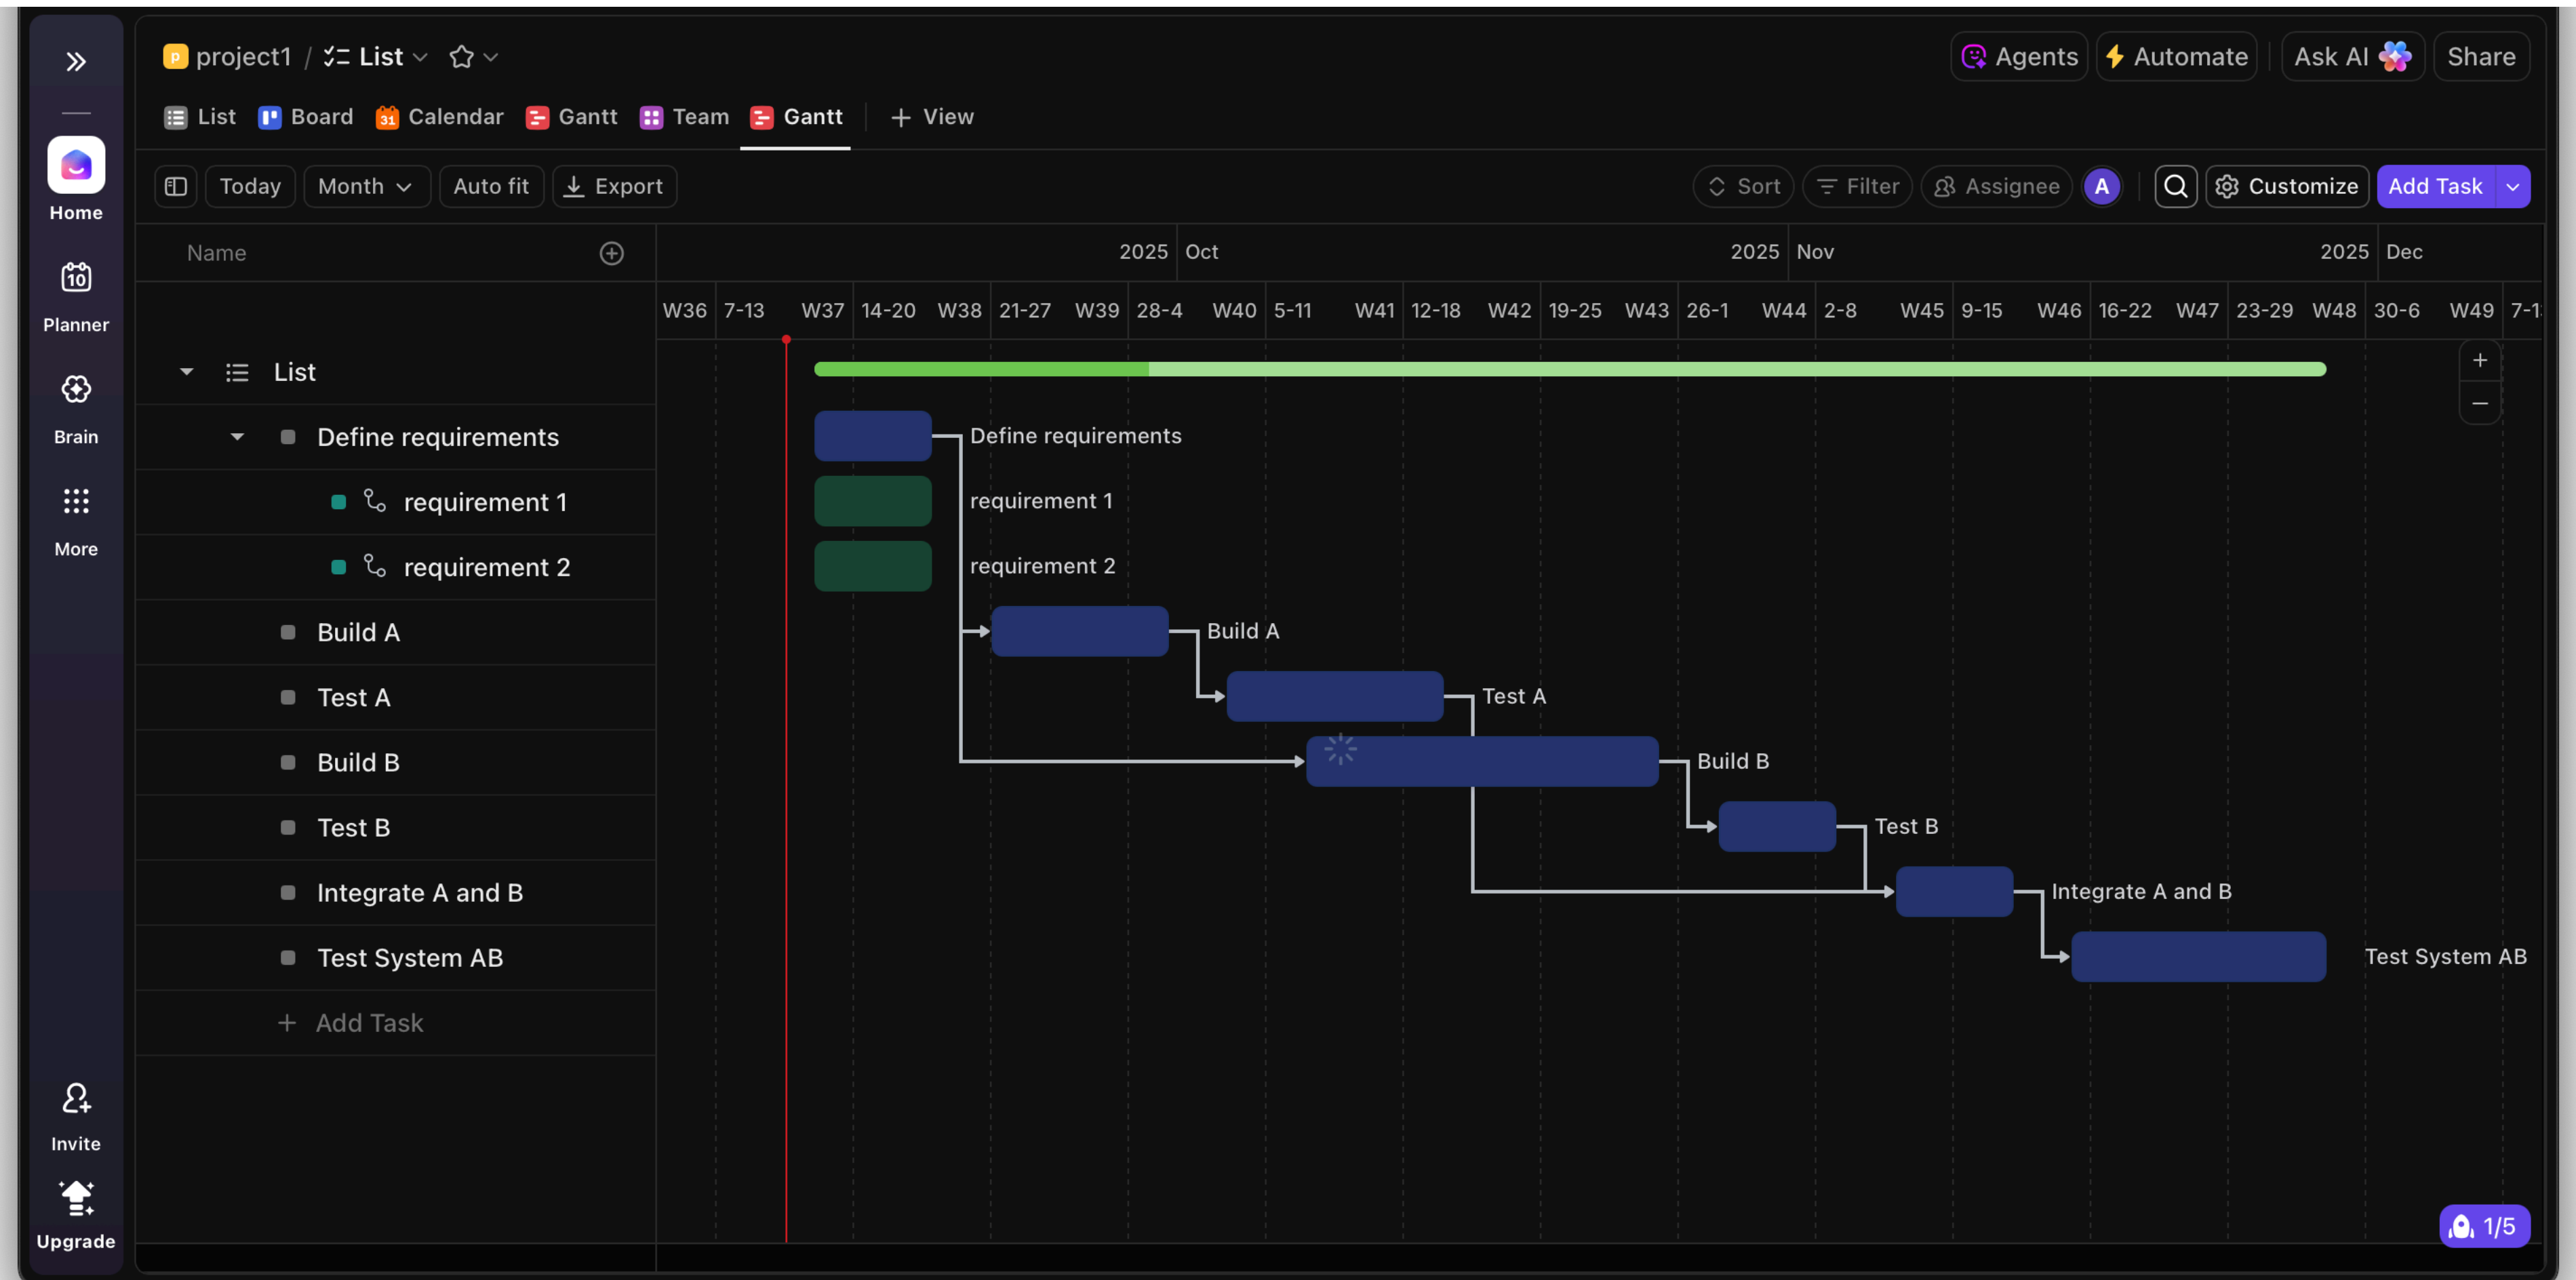 p project1 / List
Agents Automate Ask AI Share
List Board 31 Calendar Gantt Team Gantt + View
Today Month Auto fit Export Sort Filter Assignee A Customize Add Task
Home
10
Planner
Brain
More
Invite
Upgrade
Name
2025 Oct 2025 Nov 2025 Dec
W36 7-13 W37 14-20 W38 21-27 W39 28-4 W40 5-11 W41 12-18 W42 19-25 W43 26-1 W44 2-8 W45 9-15 W46 16-22 W47 23-29 W48 30-6 W49
List
Define requirements Define requirements
requirement 1 requirement 1
requirement 2 requirement 2
Build A Build A
Test A Test A
Build B Build B
Test B Test B
Integrate A and B Integrate A and B
Test System AB Test System AB
+ Add Task
1/5